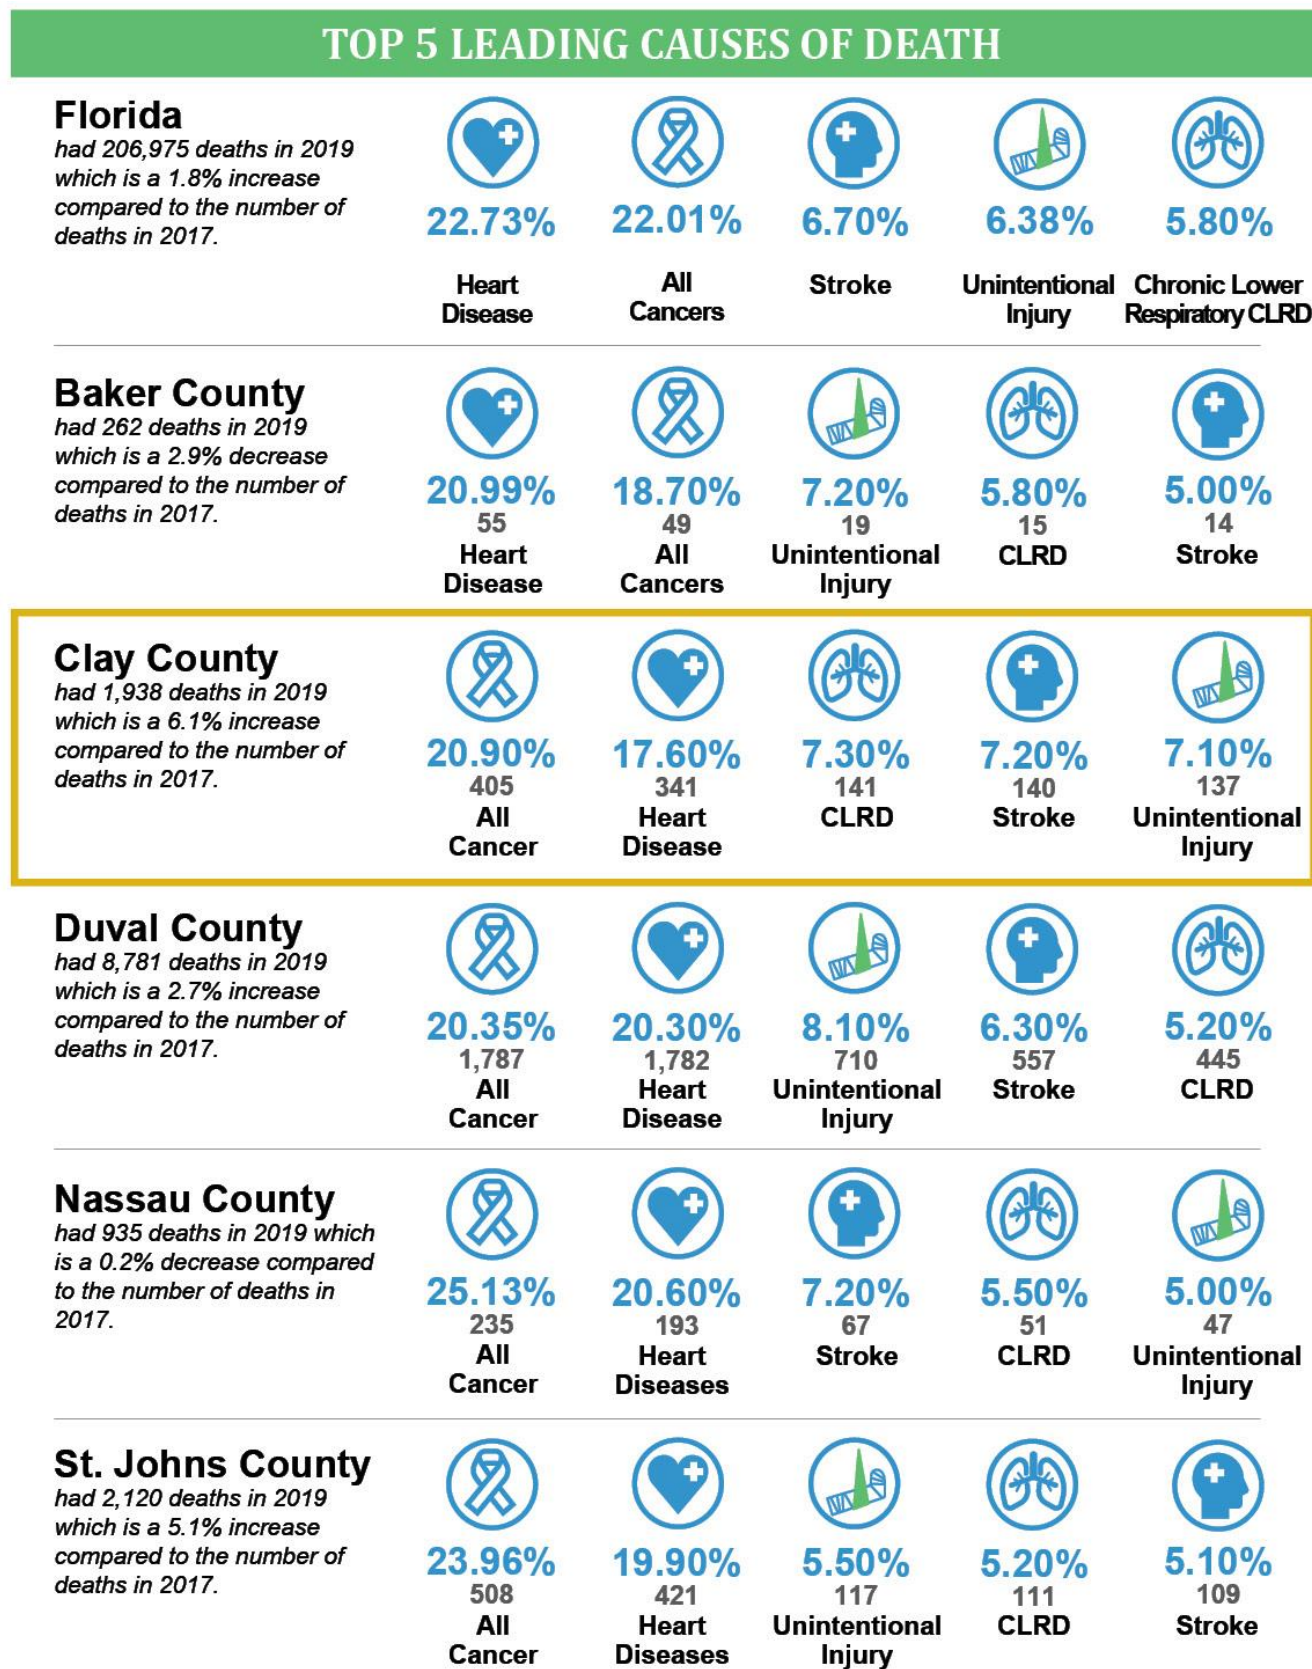 TOP 5 LEADING CAUSES OF DEATH
Florida
had 206,975 deaths in 2019
which is a 1.8% increase
compared to the number of
deaths in 2017.
22.73%
Heart
Disease
22.01%
All
Cancers
6.70%
Stroke
6.38%
Unintentional
Injury
5.80%
Chronic Lower
Respiratory CLRD
Baker County
had 262 deaths in 2019
which is a 2.9% decrease
compared to the number of
deaths in 2017.
20.99%
55
Heart
Disease
18.70%
49
All
Cancers
7.20%
19
Unintentional
Injury
5.80%
15
CLRD
5.00%
14
Stroke
Clay County
had 1,938 deaths in 2019
which is a 6.1% increase
compared to the number of
deaths in 2017.
20.90%
405
All
Cancer
17.60%
341
Heart
Disease
7.30%
141
CLRD
7.20%
140
Stroke
7.10%
137
Unintentional
Injury
Duval County
had 8,781 deaths in 2019
which is a 2.7% increase
compared to the number of
deaths in 2017.
20.35%
1,787
All
Cancer
20.30%
1,782
Heart
Disease
8.10%
710
Unintentional
Injury
6.30%
557
Stroke
5.20%
445
CLRD
Nassau County
had 935 deaths in 2019 which
is a 0.2% decrease compared
to the number of deaths in
2017.
25.13%
235
All
Cancer
20.60%
193
Heart
Diseases
7.20%
67
Stroke
5.50%
51
CLRD
5.00%
47
Unintentional
Injury
St. Johns County
had 2,120 deaths in 2019
which is a 5.1% increase
compared to the number of
deaths in 2017.
23.96%
508
All
Cancer
19.90%
421
Heart
Diseases
5.50%
117
Unintentional
Injury
5.20%
111
CLRD
5.10%
109
Stroke